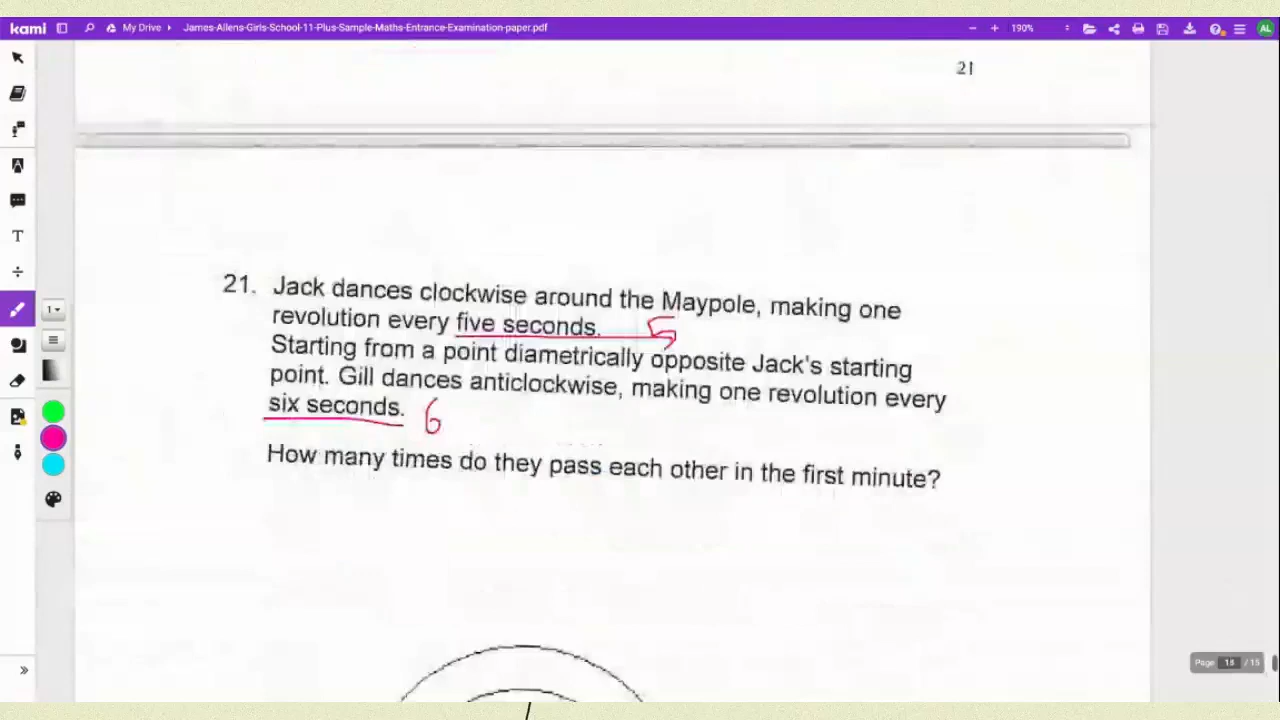 kami
My Drive
James-Allens-Girls-School-11-Plus-Sample-Maths-Entrance-Examination-paper.pdf
190%
AL
21
21. Jack dances clockwise around the Maypole, making one
revolution every five seconds. 5
Starting from a point diametrically opposite Jack's starting
point. Gill dances anticlockwise, making one revolution every
six seconds. 6
How many times do they pass each other in the first minute?
T
1
Page 15 / 15